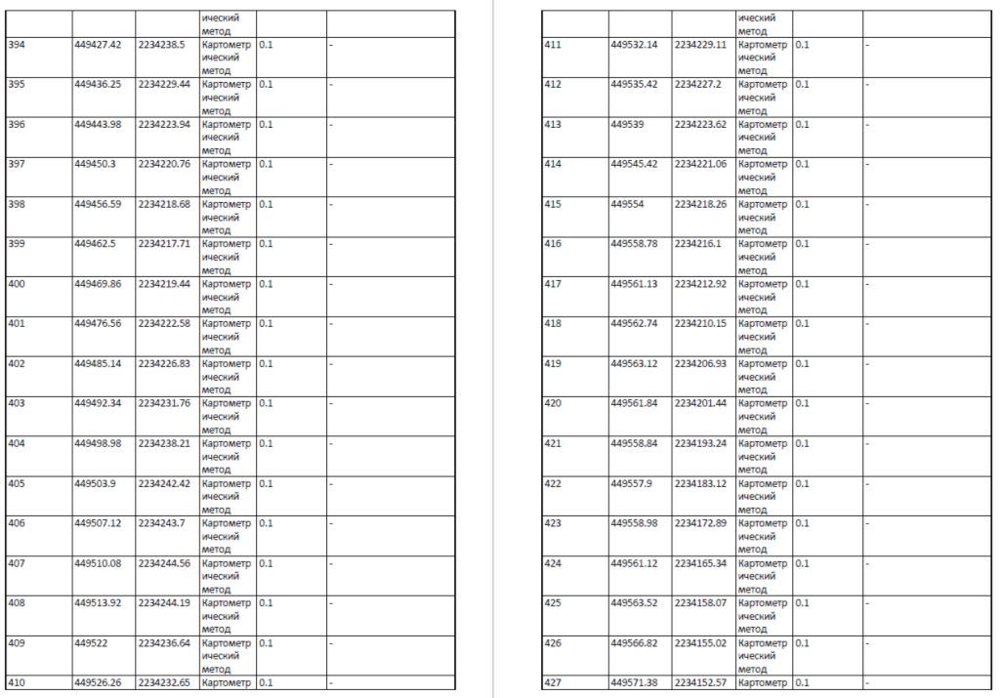 ический
метод
394 449427.42 2234238.5 Картометр 0.1 -
ический
метод
395 449436.25 2234229.44 Картометр 0.1 -
ический
метод
396 449443.98 2234223.94 Картометр 0.1 -
ический
метод
397 449450.3 2234220.76 Картометр 0.1 -
ический
метод
398 449456.59 2234218.68 Картометр 0.1 -
ический
метод
399 449462.5 2234217.71 Картометр 0.1 -
ический
метод
400 449469.86 2234219.44 Картометр 0.1 -
ический
метод
401 449476.56 2234222.58 Картометр 0.1 -
ический
метод
402 449485.14 2234226.83 Картометр 0.1 -
ический
метод
403 449492.34 2234231.76 Картометр 0.1 -
ический
метод
404 449498.98 2234238.21 Картометр 0.1 -
ический
метод
405 449503.9 2234242.42 Картометр 0.1 -
ический
метод
406 449507.12 2234243.7 Картометр 0.1 -
ический
метод
407 449510.08 2234244.56 Картометр 0.1 -
ический
метод
408 449513.92 2234244.19 Картометр 0.1 -
ический
метод
409 449522 2234236.64 Картометр 0.1 -
ический
метод
410 449526.26 2234232.65 Картометр 0.1 -
ический
метод
411 449532.14 2234229.11 Картометр 0.1 -
ический
метод
412 449535.42 2234227.2 Картометр 0.1 -
ический
метод
413 449539 2234223.62 Картометр 0.1 -
ический
метод
414 449545.42 2234221.06 Картометр 0.1 -
ический
метод
415 449554 2234218.26 Картометр 0.1 -
ический
метод
416 449558.78 2234216.1 Картометр 0.1 -
ический
метод
417 449561.13 2234212.92 Картометр 0.1 -
ический
метод
418 449562.74 2234210.15 Картометр 0.1 -
ический
метод
419 449563.12 2234206.93 Картометр 0.1 -
ический
метод
420 449561.84 2234201.44 Картометр 0.1 -
ический
метод
421 449558.84 2234193.24 Картометр 0.1 -
ический
метод
422 449557.9 2234183.12 Картометр 0.1 -
ический
метод
423 449558.98 2234172.89 Картометр 0.1 -
ический
метод
424 449561.12 2234165.34 Картометр 0.1 -
ический
метод
425 449563.52 2234158.07 Картометр 0.1 -
ический
метод
426 449566.82 2234155.02 Картометр 0.1 -
ический
метод
427 449571.38 2234152.57 Картометр 0.1 -